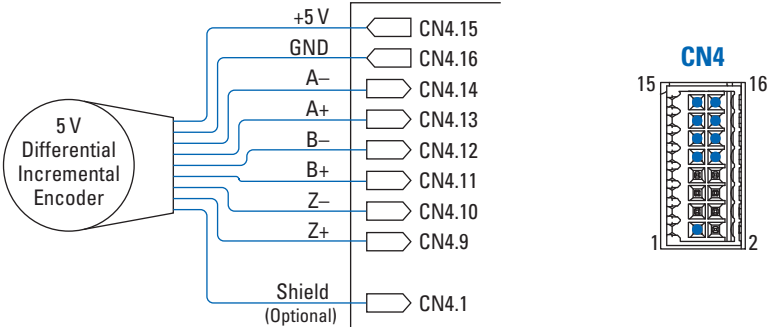 +5 V
CN4.15
GND
CN4.16
A–
CN4.14
A+
CN4.13
B–
CN4.12
B+
CN4.11
Z–
CN4.10
Z+
CN4.9
Shield
(Optional)
CN4.1
5 V
Differential
Incremental
Encoder
CN4
15
16
1
2